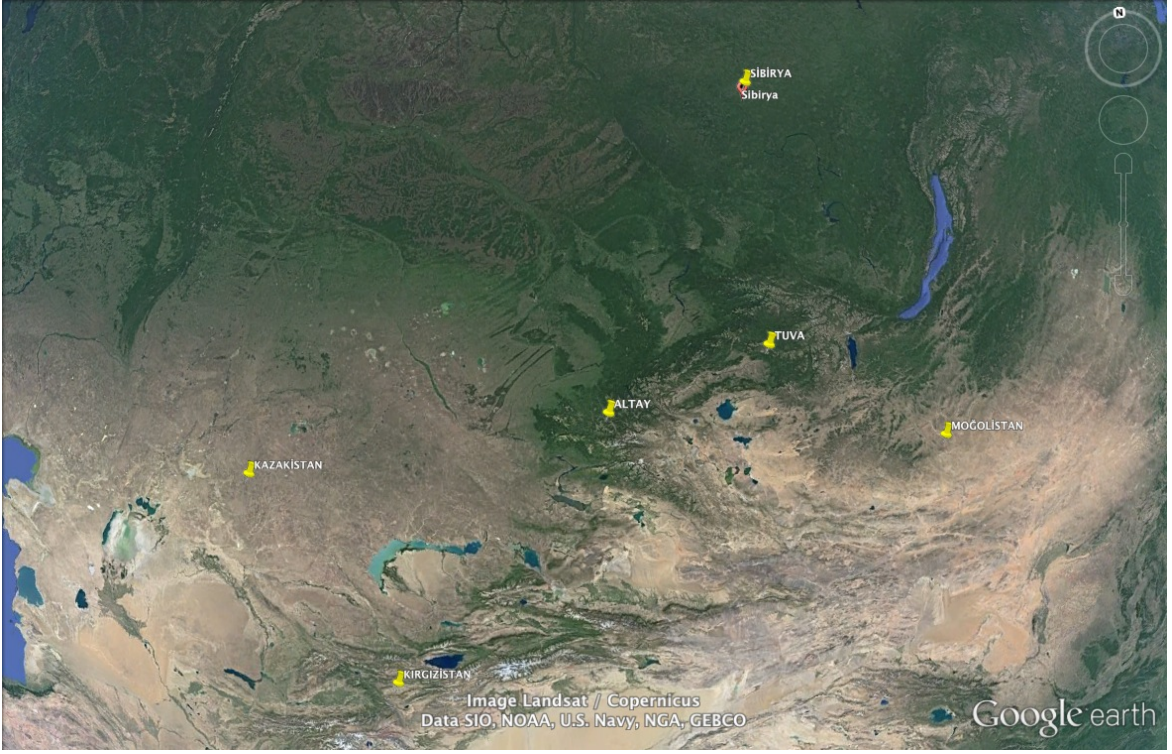 N
SİBİRYA
Sibirya
TUVA
ALTAY
MOĞOLİSTAN
KAZAKİSTAN
KIRGIZİSTAN
Image Landsat / Copernicus
Data SIO, NOAA, U.S. Navy, NGA, GEBCO
Google earth